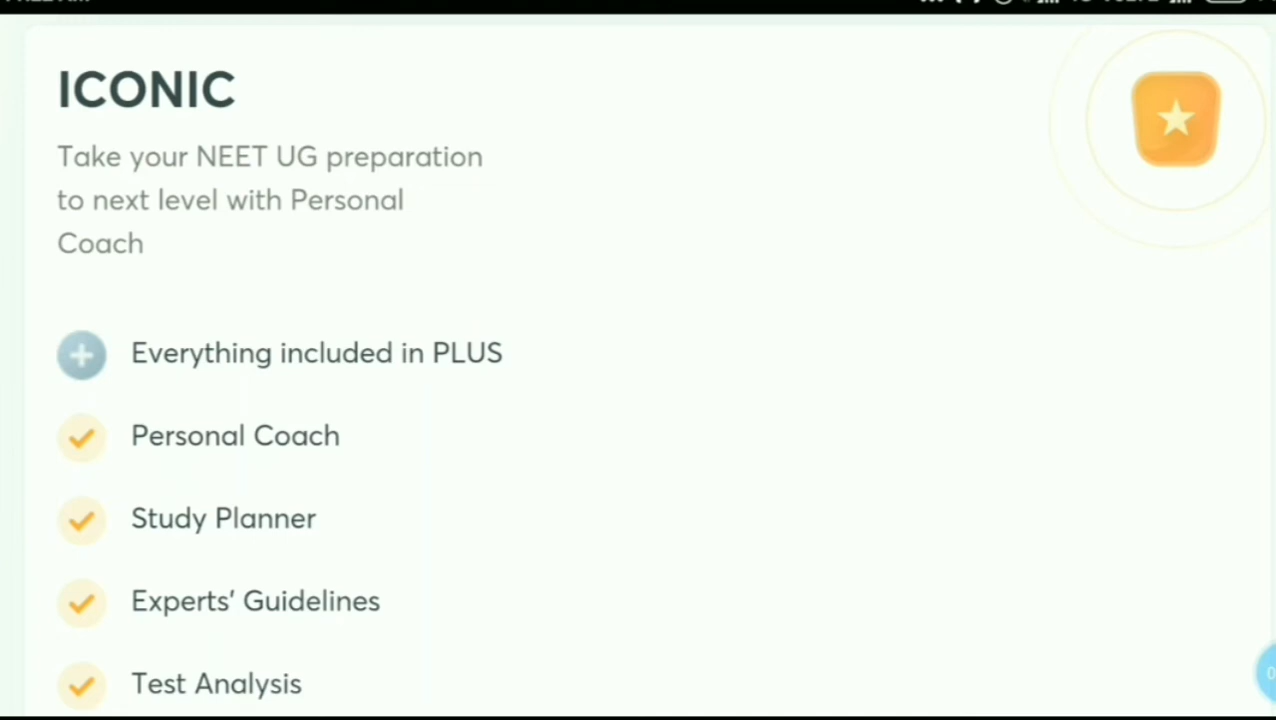 ICONIC
Take your NEET UG preparation
to next level with Personal
Coach
Everything included in PLUS
Personal Coach
Study Planner
Experts' Guidelines
Test Analysis